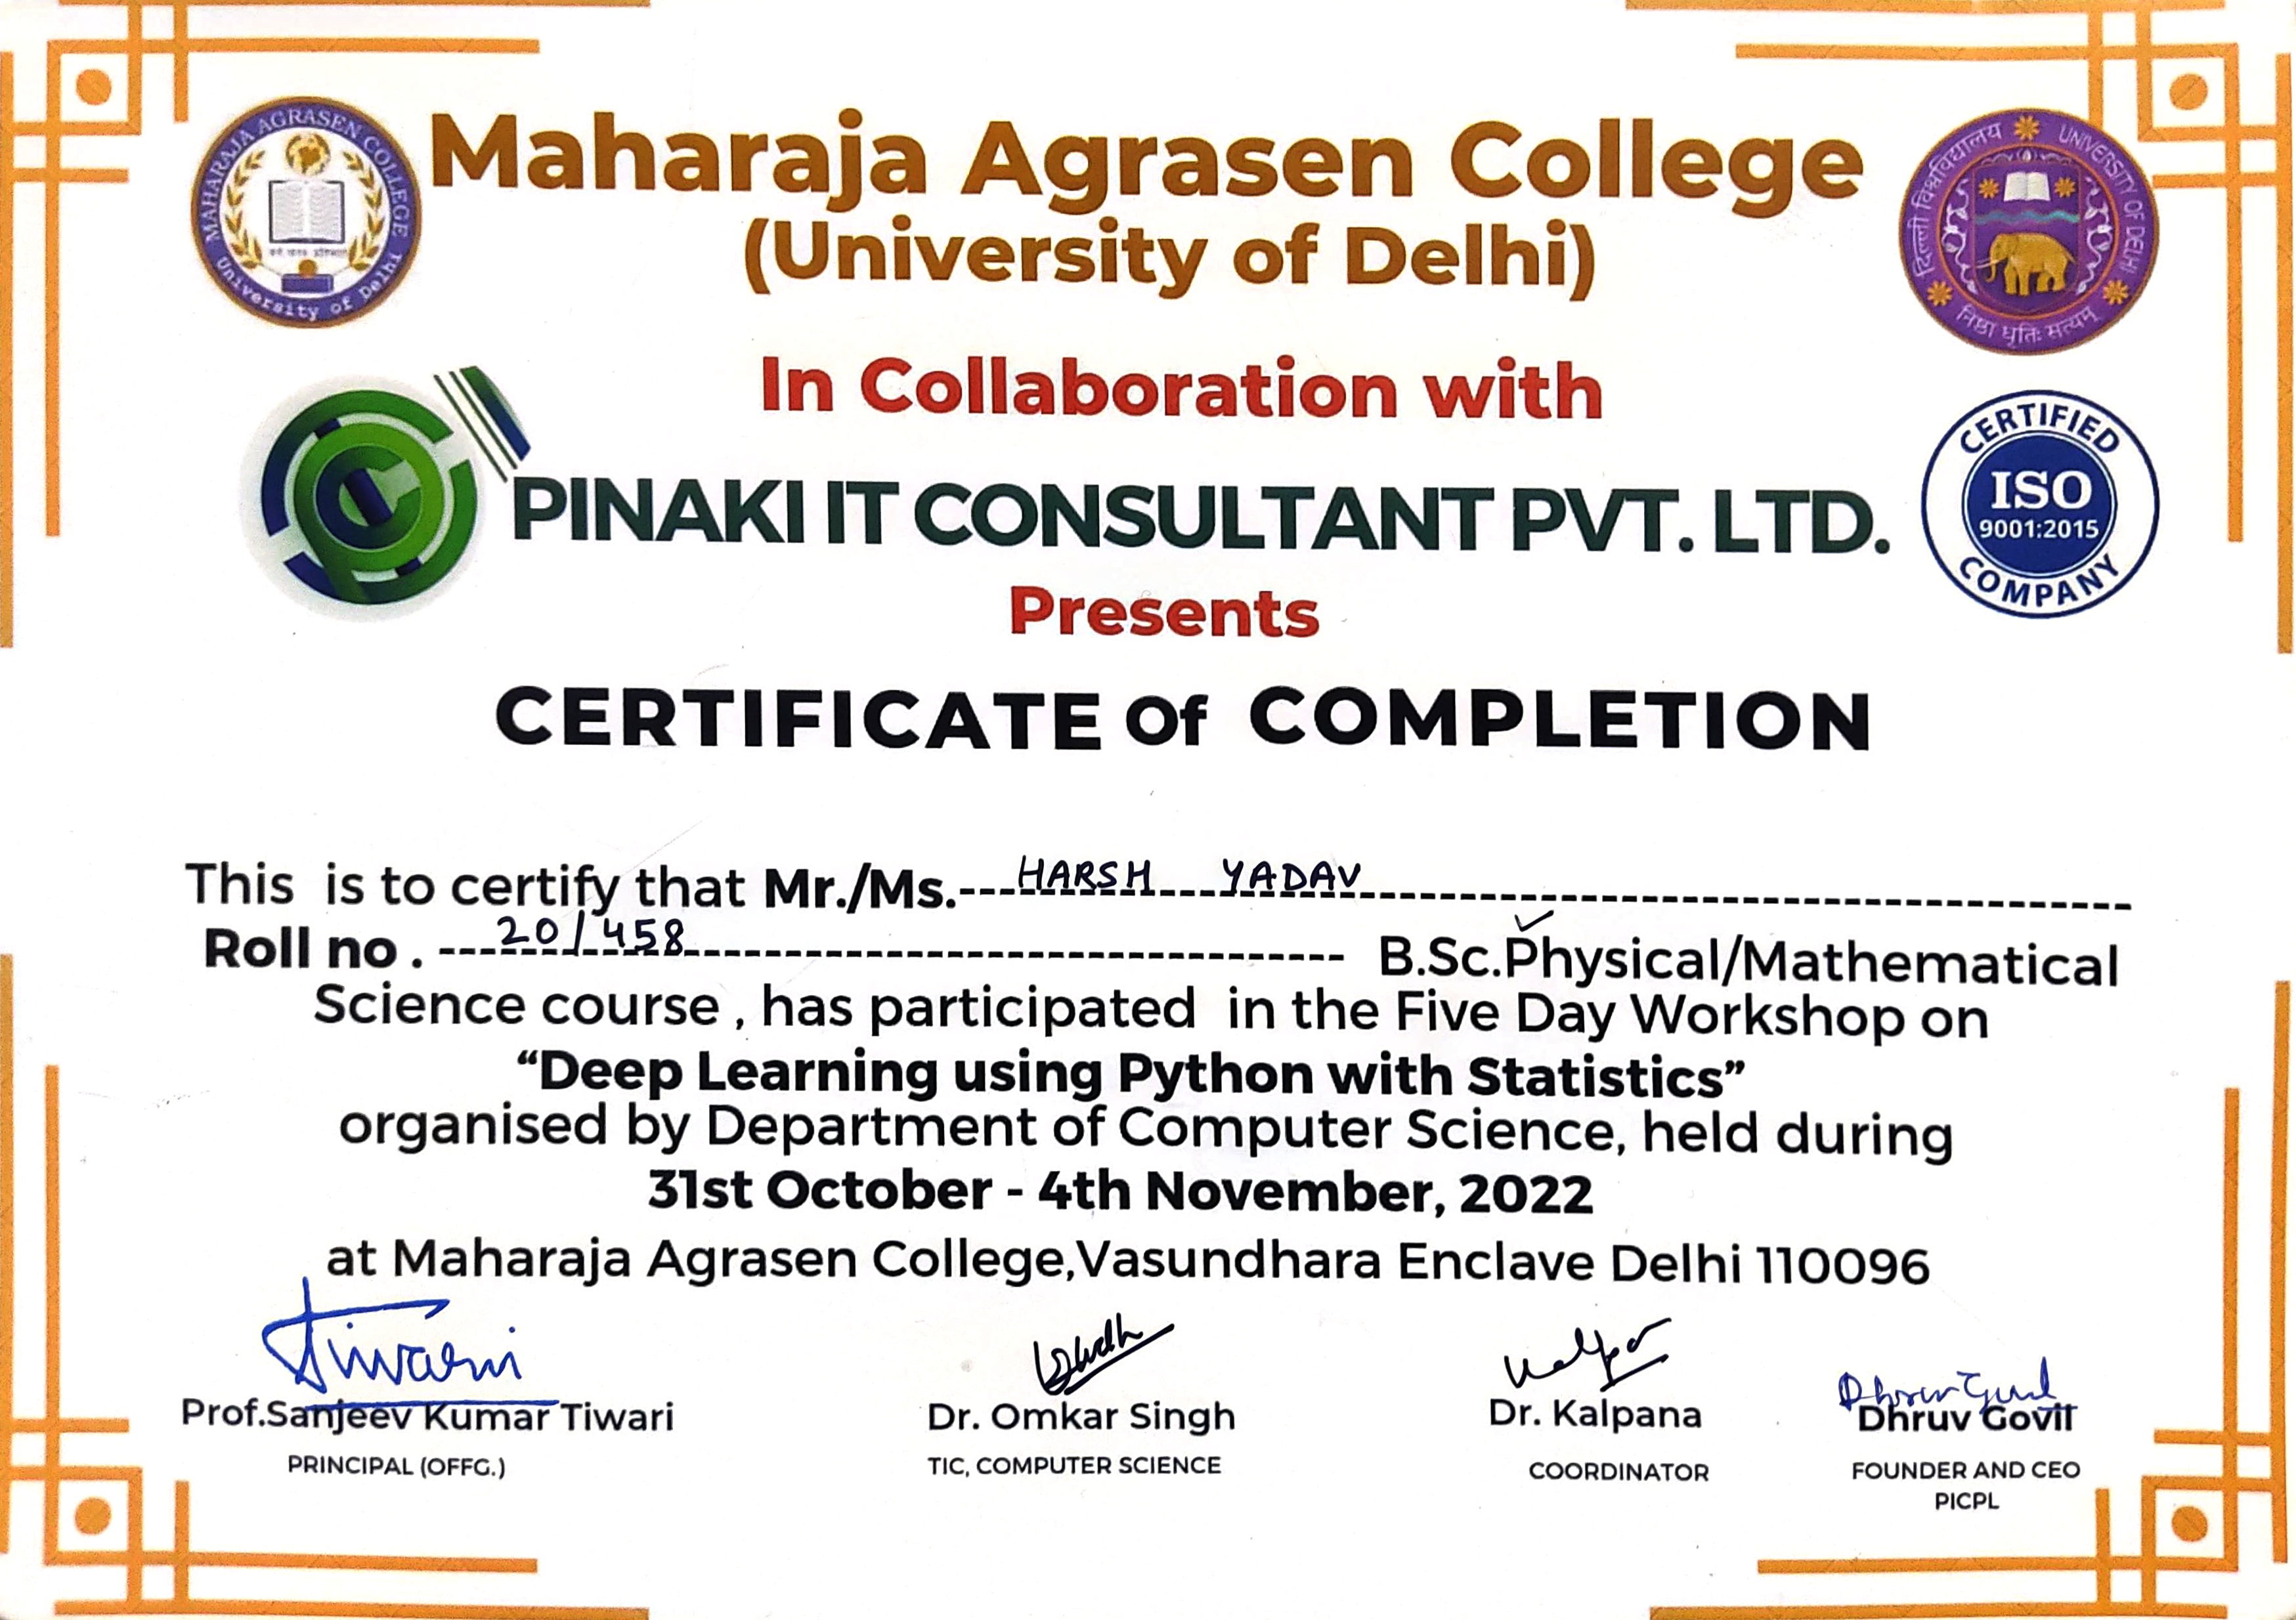 MAHARAJA AGRASEN COLLEGE
University of Delhi
Maharaja Agrasen College
(University of Delhi)
दिल्ली विश्वविद्यालय
UNIVERSITY OF DELHI
निष्ठा धृतिः सत्यम्
In Collaboration with
PINAKI IT CONSULTANT PVT. LTD.
CERTIFIED
ISO
9001:2015
COMPANY
Presents
CERTIFICATE of COMPLETION
This is to certify that Mr./Ms.---HARSH YADAV
Roll no . ---20/458--- B.Sc.Physical/Mathematical
Science course , has participated in the Five Day Workshop on
“Deep Learning using Python with Statistics”
organised by Department of Computer Science, held during
31st October - 4th November, 2022
at Maharaja Agrasen College,Vasundhara Enclave Delhi 110096
Tiwari
Prof.Sanjeev Kumar Tiwari Dr. Omkar Singh Dr. Kalpana Dhruv Govil
PRINCIPAL (OFFG.) TIC, COMPUTER SCIENCE COORDINATOR FOUNDER AND CEO
PICPL